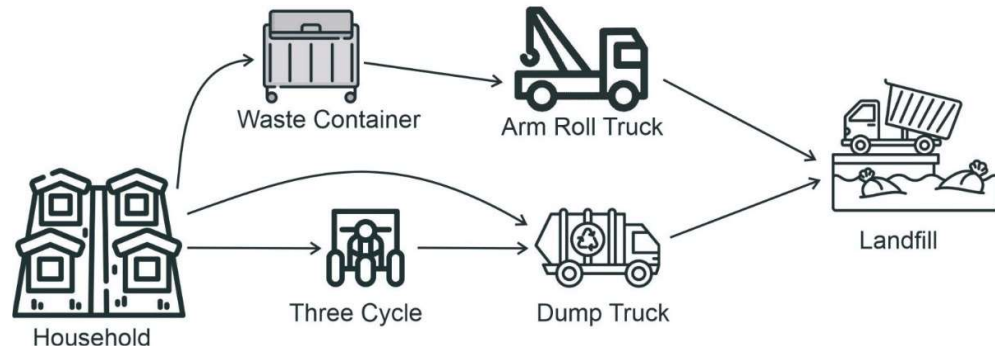 Waste Container
Arm Roll Truck
Landfill
Three Cycle
Dump Truck
Household